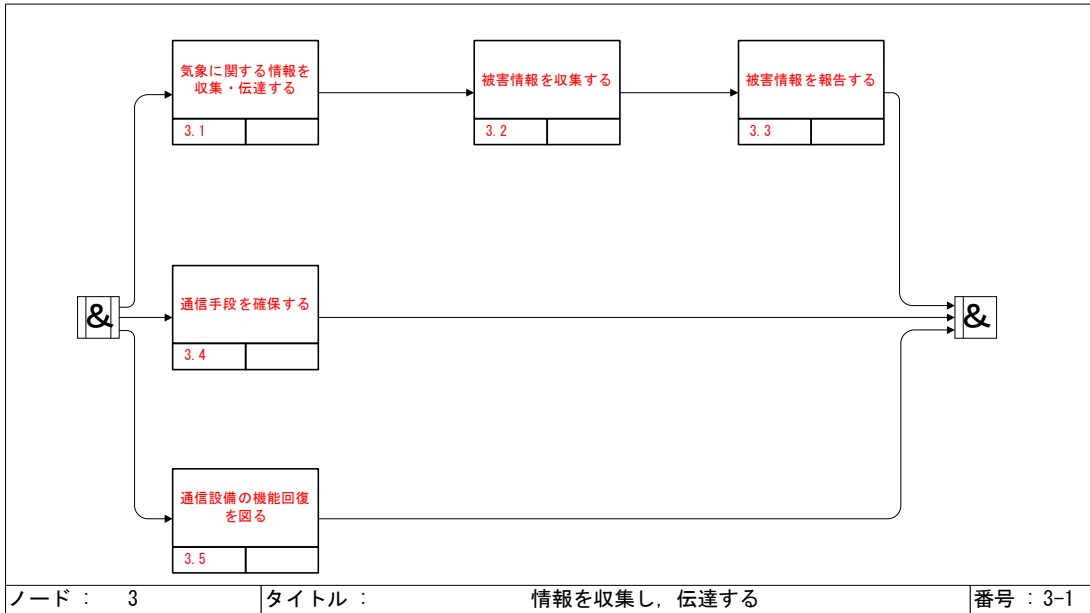 気象に関する情報を
収集・伝達する
3.1
被害情報を収集する
3.2
被害情報を報告する
3.3
&
通信手段を確保する
3.4
&
通信設備の機能回復
を図る
3.5
ノード： 3
タイトル： 情報を収集し，伝達する
番号：3-1